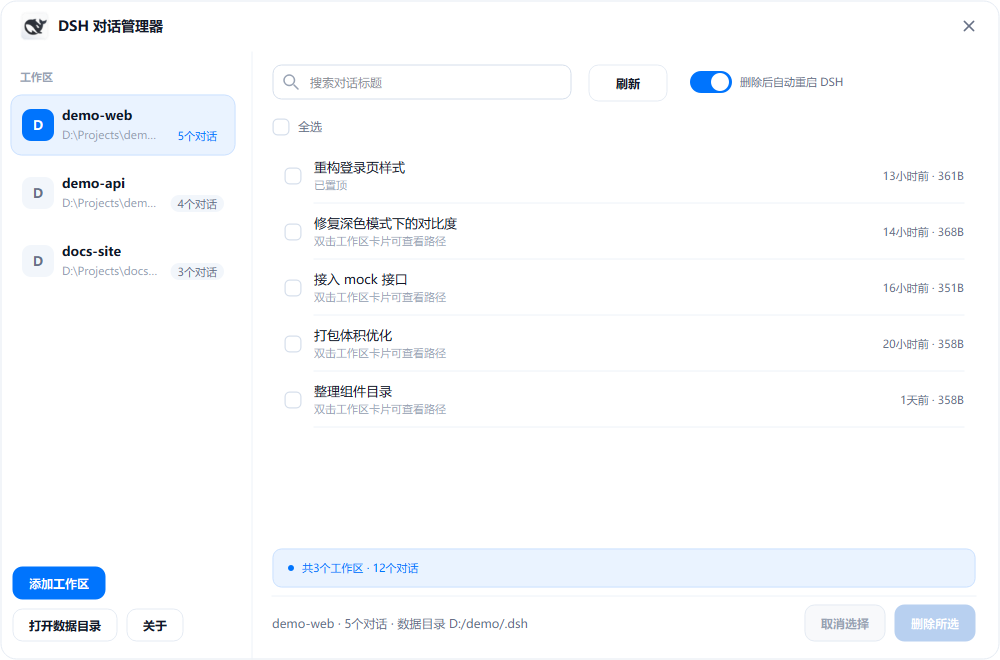 DSH 对话管理器
工作区
D
demo-web
D:\Projects\dem...
5个对话
D
demo-api
D:\Projects\dem...
4个对话
D
docs-site
D:\Projects\docs...
3个对话
添加工作区
打开数据目录
关于
搜索对话标题
刷新
删除后自动重启 DSH
全选
重构登录页样式
已置顶
13小时前 · 361B
修复深色模式下的对比度
双击工作区卡片可查看路径
14小时前 · 368B
接入 mock 接口
双击工作区卡片可查看路径
16小时前 · 351B
打包体积优化
双击工作区卡片可查看路径
20小时前 · 358B
整理组件目录
双击工作区卡片可查看路径
1天前 · 358B
共3个工作区 · 12个对话
demo-web · 5个对话 · 数据目录 D:/demo/.dsh
取消选择
删除所选